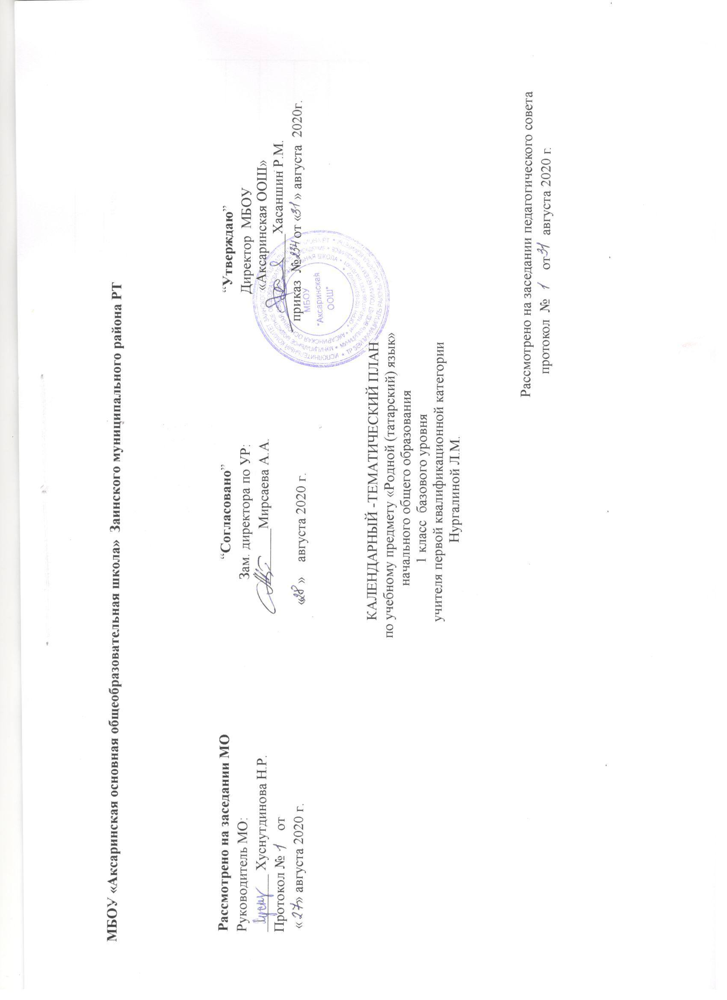 МБОУ «Аксаринская основная общеобразовательная школа» Заинского муниципального района РТ
Рассмотрено на заседании МО
Руководитель МО:
Хуснутдинова Н.Р.
Протокол № 1 от
« 27» августа 2020 г.
“Согласовано”
Зам. директора по УР:
Мирсаева А.А.
«28 » августа 2020 г.
“Утверждаю”
Директор МБОУ
«Аксаринская ООШ»
Хасаншин Р.М.
приказ №234 от «31 » августа 2020г.
МБОУ
"Аксаринская
ООШ"
КАЛЕНДАРНЫЙ -ТЕМАТИЧЕСКИЙ ПЛАН
по учебному предмету «Родной (татарский) язык»
начального общего образования
1 класс базового уровня
учителя первой квалификационной категории
Нургалиной Л.М.
Рассмотрено на заседании педагогического совета
протокол № 1 от 31 августа 2020 г.